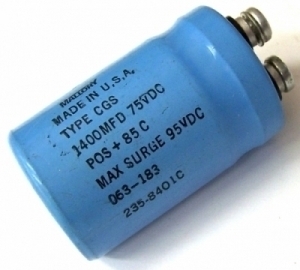 MALLORY
MADE IN U.S.A.
TYPE CGS
1400MFD 75VDC
POS + 85 C
MAX SURGE 95VDC
063-183
235-8401C